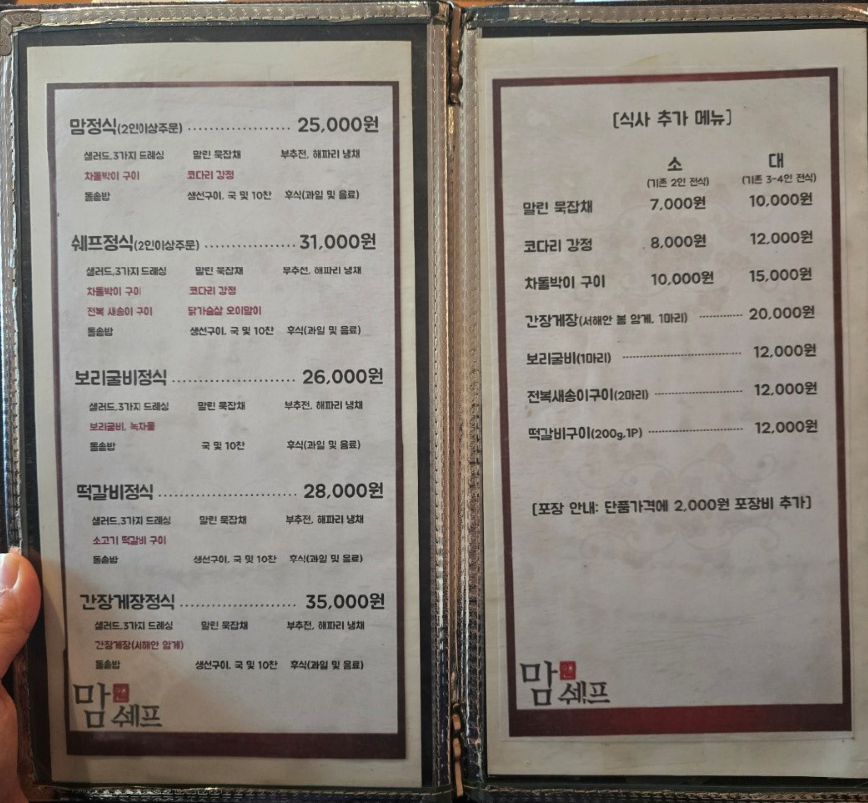 맘정식(2인이상주문) .................. 25,000원
샐러드,3가지 드레싱 말린 묵잡채 부추전, 해파리 냉채
차돌박이 구이 코다리 강정
돌솥밥 생선구이, 국 및 10찬 후식(과일 및 음료)
쉐프정식(2인이상주문) ................ 31,000원
샐러드,3가지 드레싱 말린 묵잡채 부추전, 해파리 냉채
차돌박이 구이 코다리 강정
전복 새송이 구이 닭가슴살 오이말이
돌솥밥 생선구이, 국 및 10찬 후식(과일 및 음료)
보리굴비정식 ...................... 26,000원
샐러드,3가지 드레싱 말린 묵잡채 부추전, 해파리 냉채
보리굴비, 녹차물
돌솥밥 국 및 10찬 후식(과일 및 음료)
떡갈비정식 ........................ 28,000원
샐러드,3가지 드레싱 말린 묵잡채 부추전, 해파리 냉채
소고기 떡갈비 구이
돌솥밥 생선구이, 국 및 10찬 후식(과일 및 음료)
간장게장정식 ...................... 35,000원
샐러드,3가지 드레싱 말린 묵잡채 부추전, 해파리 냉채
간장게장(서해안 암게)
돌솥밥 생선구이, 국 및 10찬 후식(과일 및 음료)
맘앤쉐프
[식사 추가 메뉴]
소 대
(기존 2인 전식) (기존 3-4인 전식)
말린 묵잡채 7,000원 10,000원
코다리 강정 8,000원 12,000원
차돌박이 구이 10,000원 15,000원
간장게장(서해안 봄 암게, 1마리) ........... 20,000원
보리굴비(1마리) ........................ 12,000원
전복새송이구이(2마리) .................. 12,000원
떡갈비구이(200g,1P) .................... 12,000원
[포장 안내: 단품가격에 2,000원 포장비 추가]
맘앤쉐프